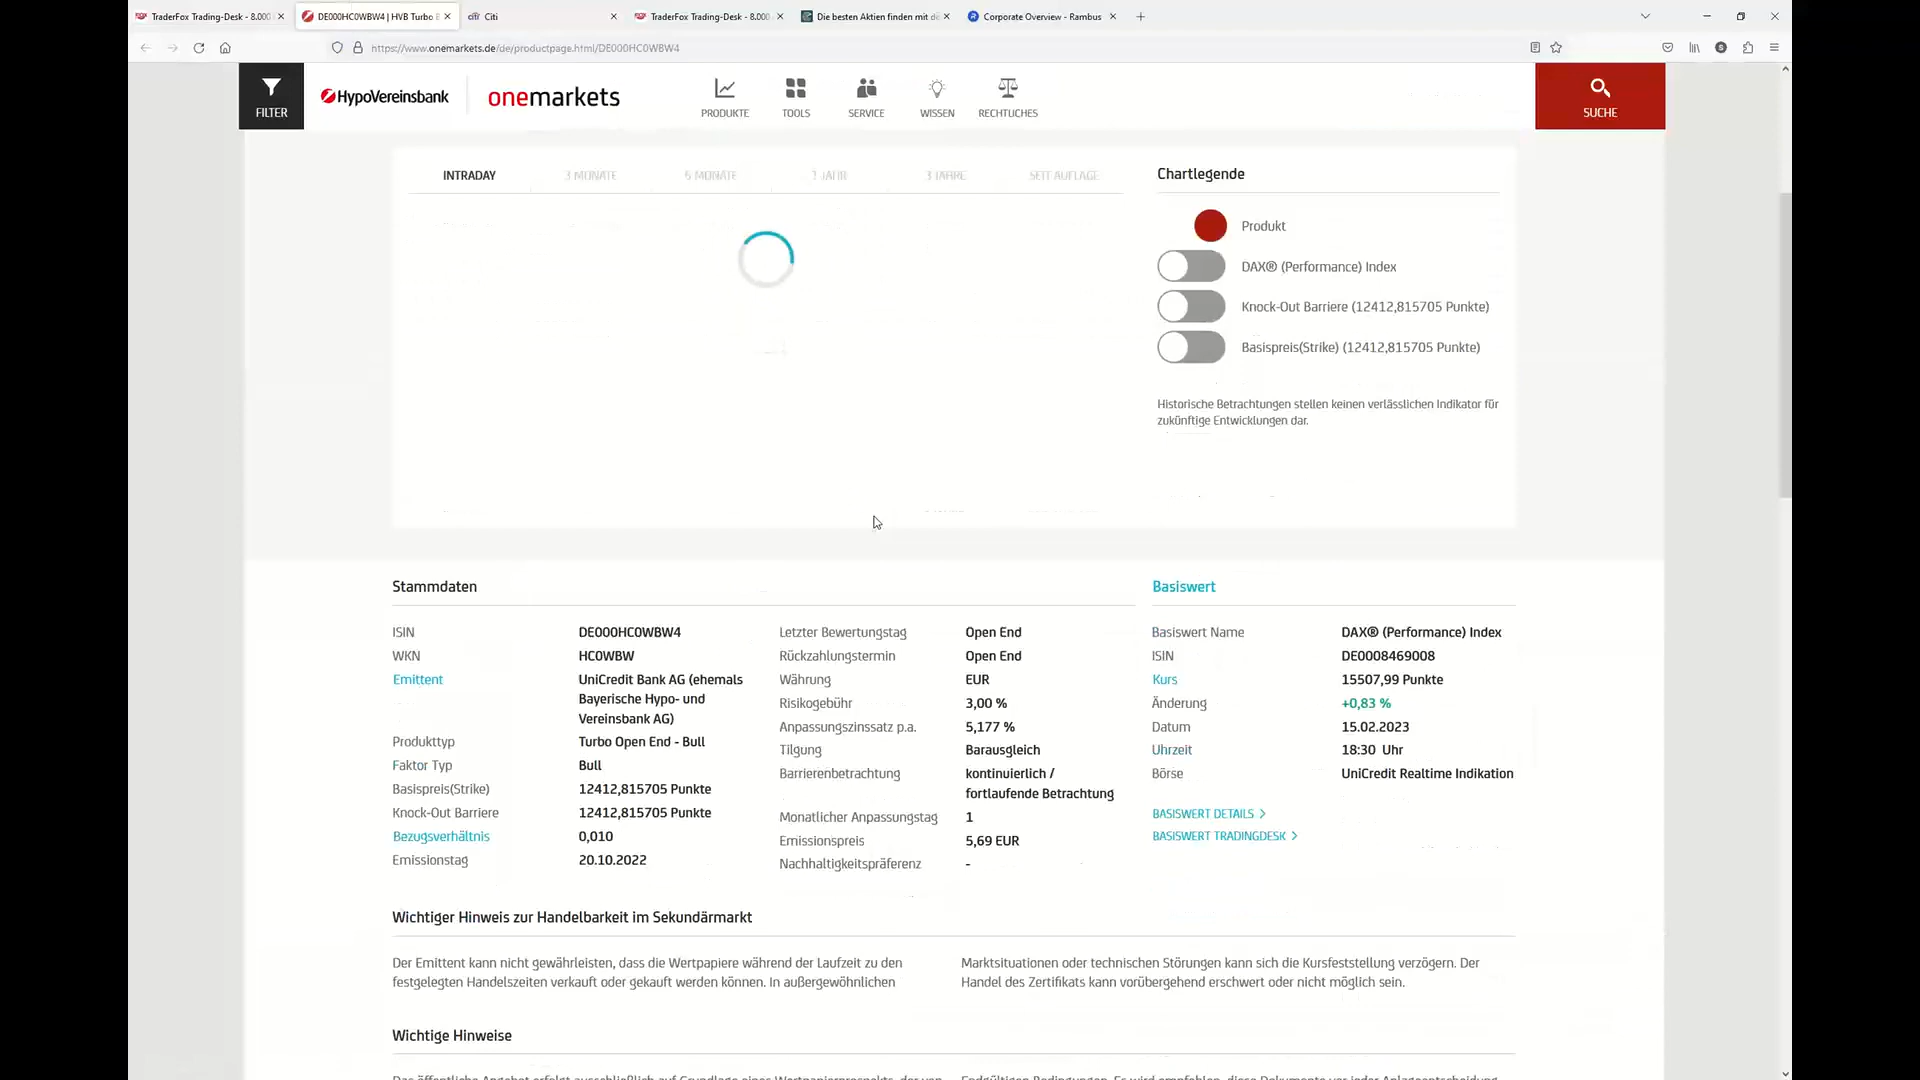 TraderFox Trading-Desk - 8.000
DE000HC0WBW4 | HVB Turbo
Citi
TraderFox Trading-Desk - 8.000
Die besten Aktien finden mit de
Corporate Overview - Rambus
https://www.onemarkets.de/de/productpage.html/DE000HC0WBW4
FILTER
HypoVereinsbank
onemarkets
PRODUKTE
TOOLS
SERVICE
WISSEN
RECHTLICHES
SUCHE
INTRADAY
3 MONATE
6 MONATE
1 JAHR
3 JAHRE
SEIT AUFLAGE
Chartlegende
Produkt
DAX® (Performance) Index
Knock-Out Barriere (12412,815705 Punkte)
Basispreis(Strike) (12412,815705 Punkte)
Historische Betrachtungen stellen keinen verlässlichen Indikator für
zukünftige Entwicklungen dar.
Stammdaten
ISIN DE000HC0WBW4
WKN HC0WBW
Emittent UniCredit Bank AG (ehemals
Bayerische Hypo- und
Vereinsbank AG)
Produkttyp Turbo Open End - Bull
Faktor Typ Bull
Basispreis(Strike) 12412,815705 Punkte
Knock-Out Barriere 12412,815705 Punkte
Bezugsverhältnis 0,010
Emissionstag 20.10.2022
Letzter Bewertungstag Open End
Rückzahlungstermin Open End
Währung EUR
Risikogebühr 3,00 %
Anpassungszinssatz p.a. 5,177 %
Tilgung Barausgleich
Barrierenbetrachtung kontinuierlich /
fortlaufende Betrachtung
Monatlicher Anpassungstag 1
Emissionspreis 5,69 EUR
Nachhaltigkeitspräferenz -
Basiswert
Basiswert Name DAX® (Performance) Index
ISIN DE0008469008
Kurs 15507,99 Punkte
Änderung +0,83 %
Datum 15.02.2023
Uhrzeit 18:30 Uhr
Börse UniCredit Realtime Indikation
BASISWERT DETAILS >
BASISWERT TRADINGDESK >
Wichtiger Hinweis zur Handelbarkeit im Sekundärmarkt
Der Emittent kann nicht gewährleisten, dass die Wertpapiere während der Laufzeit zu den
festgelegten Handelszeiten verkauft oder gekauft werden können. In außergewöhnlichen
Marktsituationen oder technischen Störungen kann sich die Kursfeststellung verzögern. Der
Handel des Zertifikats kann vorübergehend erschwert oder nicht möglich sein.
Wichtige Hinweise